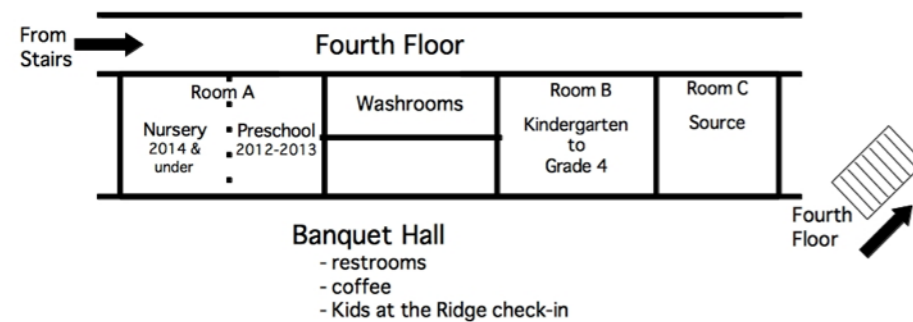 From
Stairs
Fourth Floor
Room A
Nursery
2014 &
under
Preschool
2012-2013
Washrooms
Room B
Kindergarten
to
Grade 4
Room C
Source
Fourth
Floor
Banquet Hall
- restrooms
- coffee
- Kids at the Ridge check-in